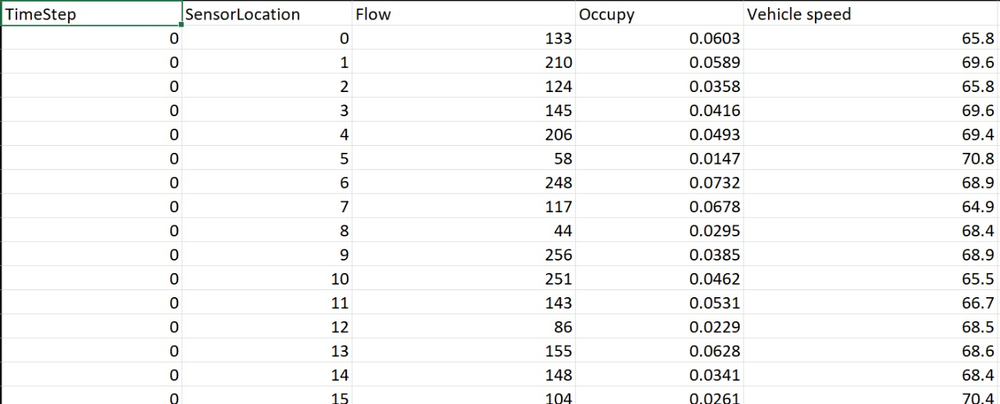 TimeStep SensorLocation Flow Occupy Vehicle speed
0 0 133 0.0603 65.8
0 1 210 0.0589 69.6
0 2 124 0.0358 65.8
0 3 145 0.0416 69.6
0 4 206 0.0493 69.4
0 5 58 0.0147 70.8
0 6 248 0.0732 68.9
0 7 117 0.0678 64.9
0 8 44 0.0295 68.4
0 9 256 0.0385 68.9
0 10 251 0.0462 65.5
0 11 143 0.0531 66.7
0 12 86 0.0229 68.5
0 13 155 0.0628 68.6
0 14 148 0.0341 68.4
0 15 104 0.0261 70.4